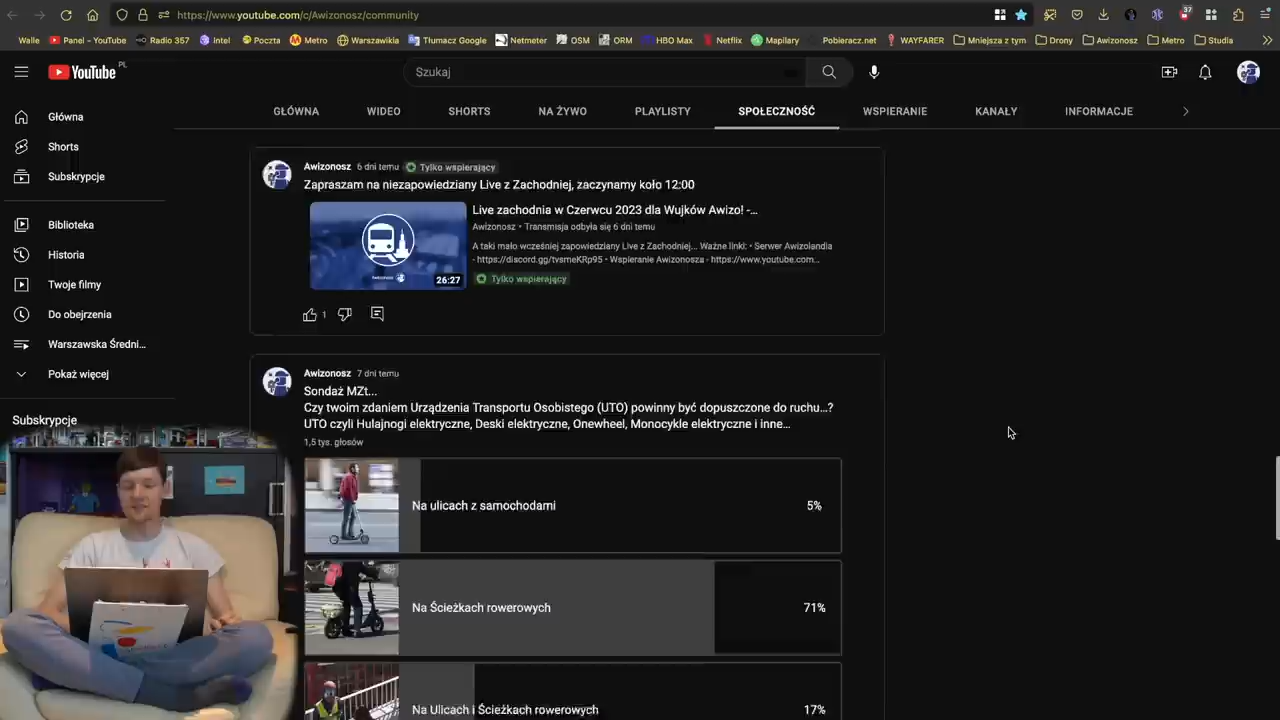 https://www.youtube.com/c/Awizonosz/community
37
Walle
Panel - YouTube
Radio 357
Intel
Poczta
Metro
Warszawikia
Tłumacz Google
Netmeter
OSM
ORM
HBO Max
Netflix
Mapilary
Pobieracz.net
WAYFARER
Mniejsza z tym
Drony
Awizonosz
Metro
Studia
YouTube PL
Szukaj
GŁÓWNA
WIDEO
SHORTS
NA ŻYWO
PLAYLISTY
SPOŁECZNOŚĆ
WSPIERANIE
KANAŁY
INFORMACJE
Główna
Shorts
Subskrypcje
Biblioteka
Historia
Twoje filmy
Do obejrzenia
Warszawska Średni...
Pokaż więcej
Subskrypcje
Awizonosz 6 dni temu Tylko wspierający
Zapraszam na niezapowiedziany Live z Zachodniej, zaczynamy koło 12:00
Live zachodnia w Czerwcu 2023 dla Wujków Awizo! -...
Awizonosz • Transmisja odbyła się 6 dni temu
A taki mało wcześniej zapowiedziany Live z Zachodniej... Ważne linki: • Serwer Awizolandia
- https://discord.gg/tvsmeKRp95 • Wspieranie Awizonosza - https://www.youtube.com...
Tylko wspierający
26:27
1
Awizonosz 7 dni temu
Sondaż MZt...
Czy twoim zdaniem Urządzenia Transportu Osobistego (UTO) powinny być dopuszczone do ruchu...?
UTO czyli Hulajnogi elektryczne, Deski elektryczne, Onewheel, Monocykle elektryczne i inne...
1,5 tys. głosów
Na ulicach z samochodami 5%
Na Ścieżkach rowerowych 71%
Na Ulicach i Ścieżkach rowerowych 17%